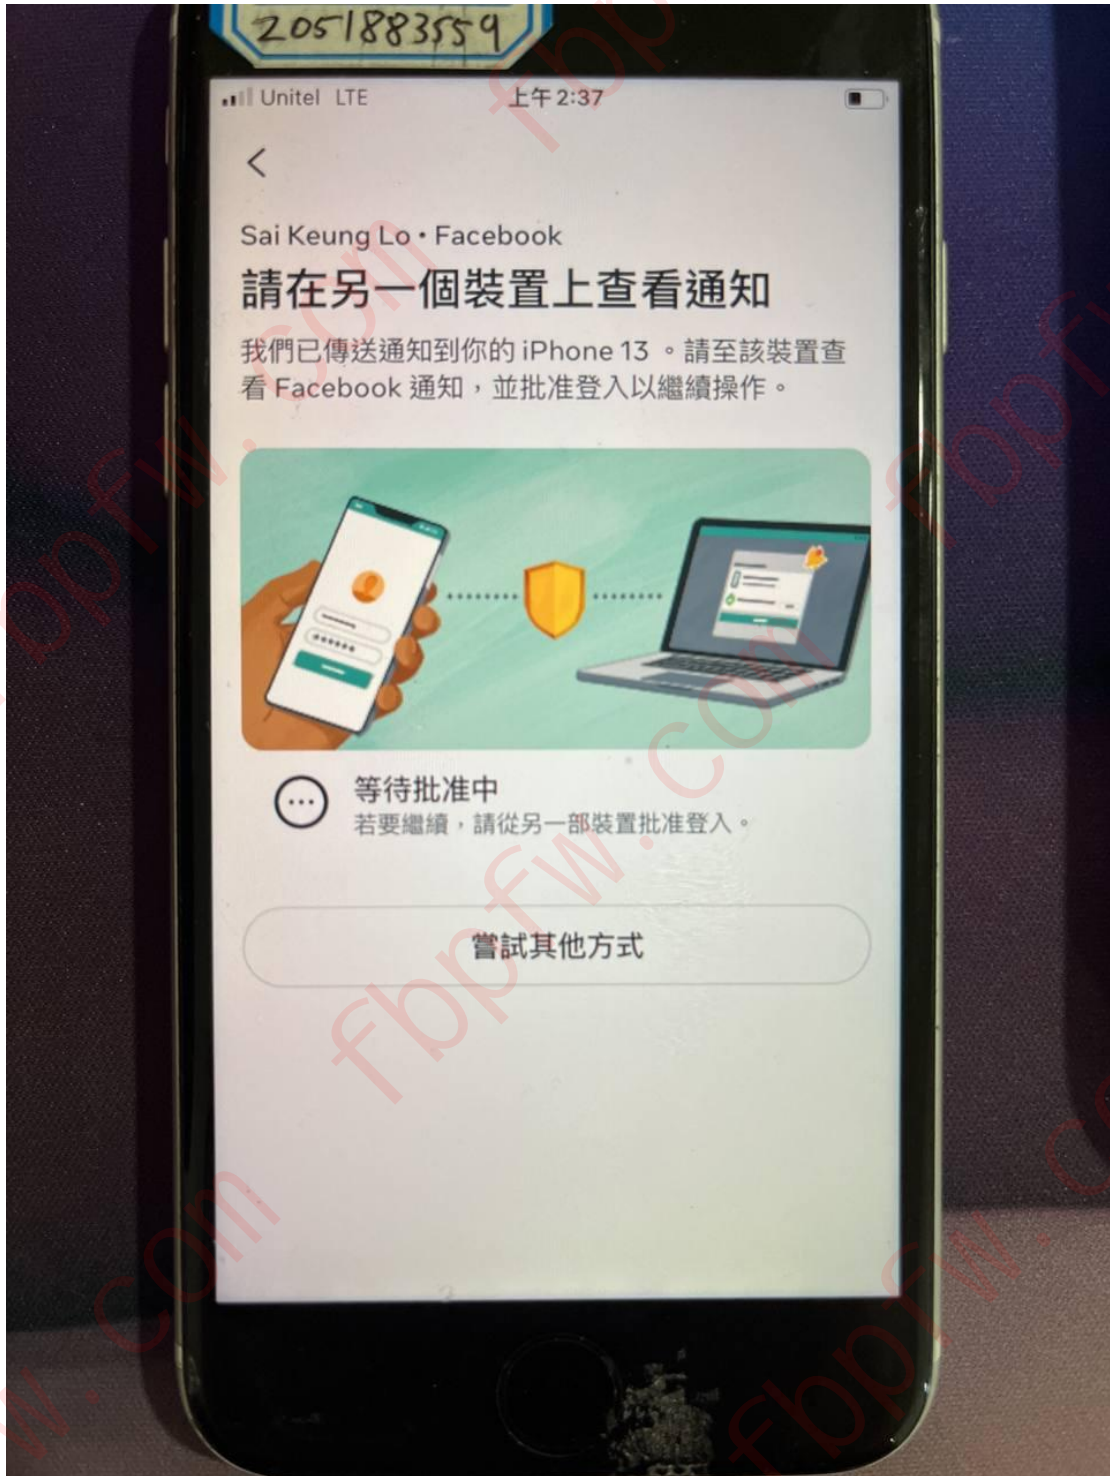 2051883559
Unitel LTE 上午2:37
Sai Keung Lo • Facebook
請在另一個裝置上查看通知
我們已傳送通知到你的 iPhone 13 。請至該裝置查
看 Facebook 通知，並批准登入以繼續操作。
等待批准中
若要繼續，請從另一部裝置批准登入。
嘗試其他方式
fbpfw.com